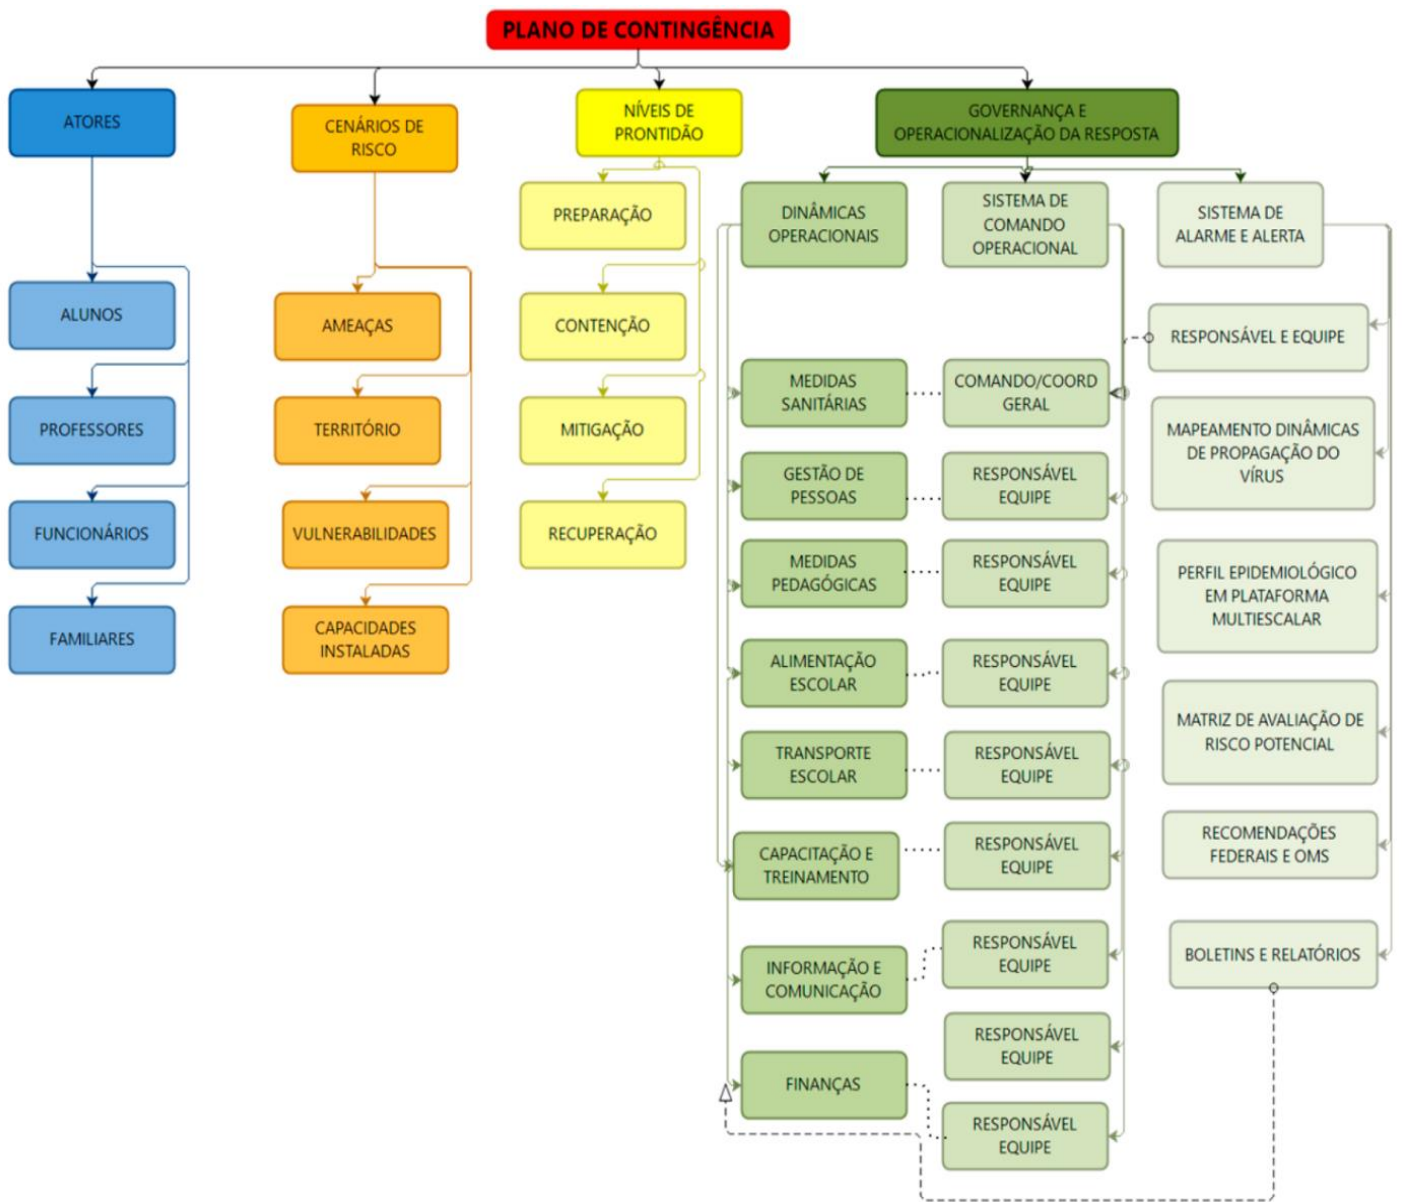 PLANO DE CONTINGÊNCIA
ATORES
ALUNOS
PROFESSORES
FUNCIONÁRIOS
FAMILIARES
CENÁRIOS DE
RISCO
AMEAÇAS
TERRITÓRIO
VULNERABILIDADES
CAPACIDADES
INSTALADAS
NÍVEIS DE
PRONTIDÃO
PREPARAÇÃO
CONTENÇÃO
MITIGAÇÃO
RECUPERAÇÃO
GOVERNANÇA E
OPERACIONALIZAÇÃO DA RESPOSTA
DINÂMICAS
OPERACIONAIS
MEDIDAS
SANITÁRIAS
GESTÃO DE
PESSOAS
MEDIDAS
PEDAGÓGICAS
ALIMENTAÇÃO
ESCOLAR
TRANSPORTE
ESCOLAR
CAPACITAÇÃO E
TREINAMENTO
INFORMAÇÃO E
COMUNICAÇÃO
FINANÇAS
SISTEMA DE
COMANDO
OPERACIONAL
COMANDO/COORD
GERAL
RESPONSÁVEL
EQUIPE
RESPONSÁVEL
EQUIPE
RESPONSÁVEL
EQUIPE
RESPONSÁVEL
EQUIPE
RESPONSÁVEL
EQUIPE
RESPONSÁVEL
EQUIPE
RESPONSÁVEL
EQUIPE
RESPONSÁVEL
EQUIPE
SISTEMA DE
ALARME E ALERTA
RESPONSÁVEL E EQUIPE
MAPEAMENTO DINÂMICAS
DE PROPAGAÇÃO DO
VÍRUS
PERFIL EPIDEMIOLÓGICO
EM PLATAFORMA
MULTIESCALAR
MATRIZ DE AVALIAÇÃO DE
RISCO POTENCIAL
RECOMENDAÇÕES
FEDERAIS E OMS
BOLETINS E RELATÓRIOS